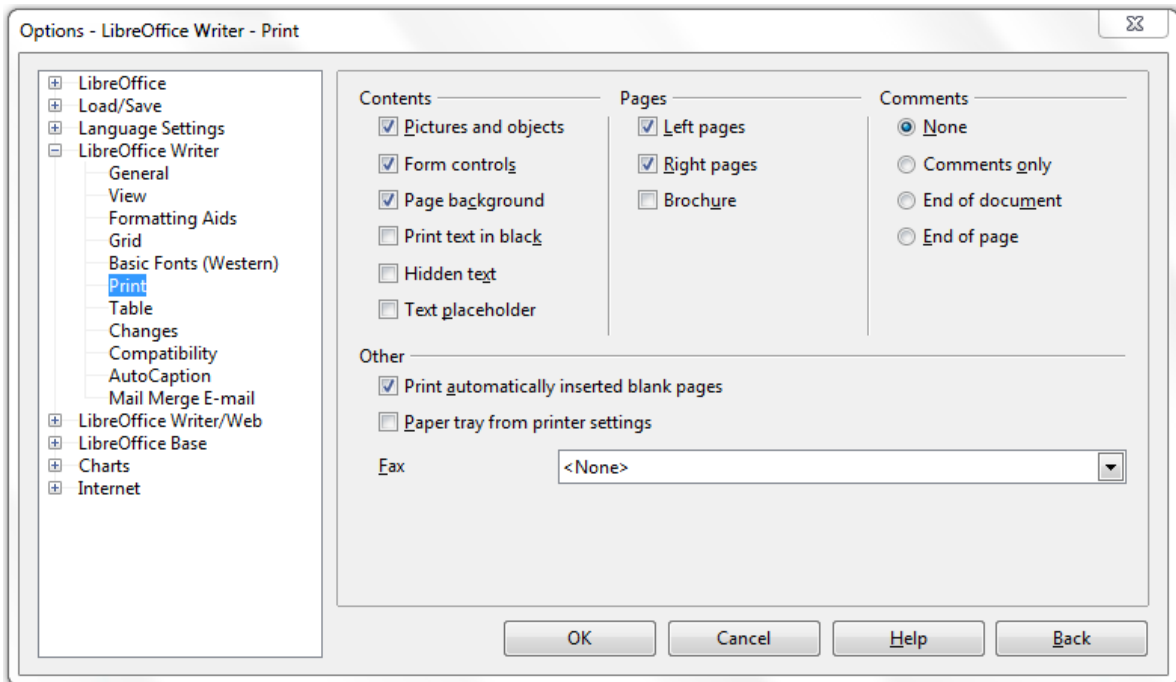 Options - LibreOffice Writer - Print
LibreOffice
Load/Save
Language Settings
LibreOffice Writer
General
View
Formatting Aids
Grid
Basic Fonts (Western)
Print
Table
Changes
Compatibility
AutoCaption
Mail Merge E-mail
LibreOffice Writer/Web
LibreOffice Base
Charts
Internet
Contents
Pictures and objects
Form controls
Page background
Print text in black
Hidden text
Text placeholder
Pages
Left pages
Right pages
Brochure
Comments
None
Comments only
End of document
End of page
Other
Print automatically inserted blank pages
Paper tray from printer settings
Fax
<None>
OK
Cancel
Help
Back